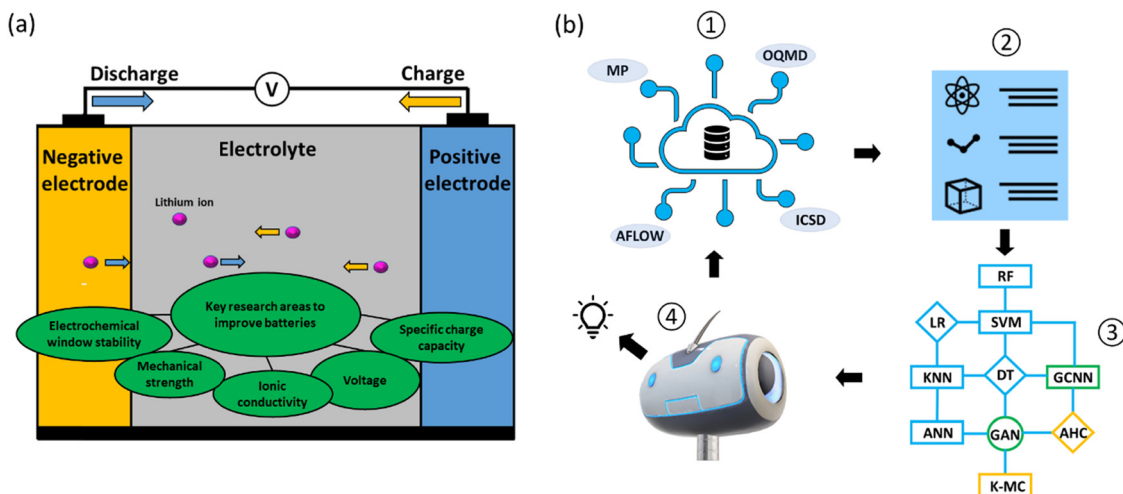 (a)
Discharge
Charge
V
Negative
electrode
Electrolyte
Positive
electrode
Lithium ion
Key research areas to
improve batteries
Electrochemical
window stability
Specific charge
capacity
Mechanical
strength
Voltage
Ionic
conductivity
(b)
①
MP
OQMD
AFLOW
ICSD
②
③
RF
LR
SVM
KNN
DT
GCNN
ANN
GAN
AHC
K-MC
④